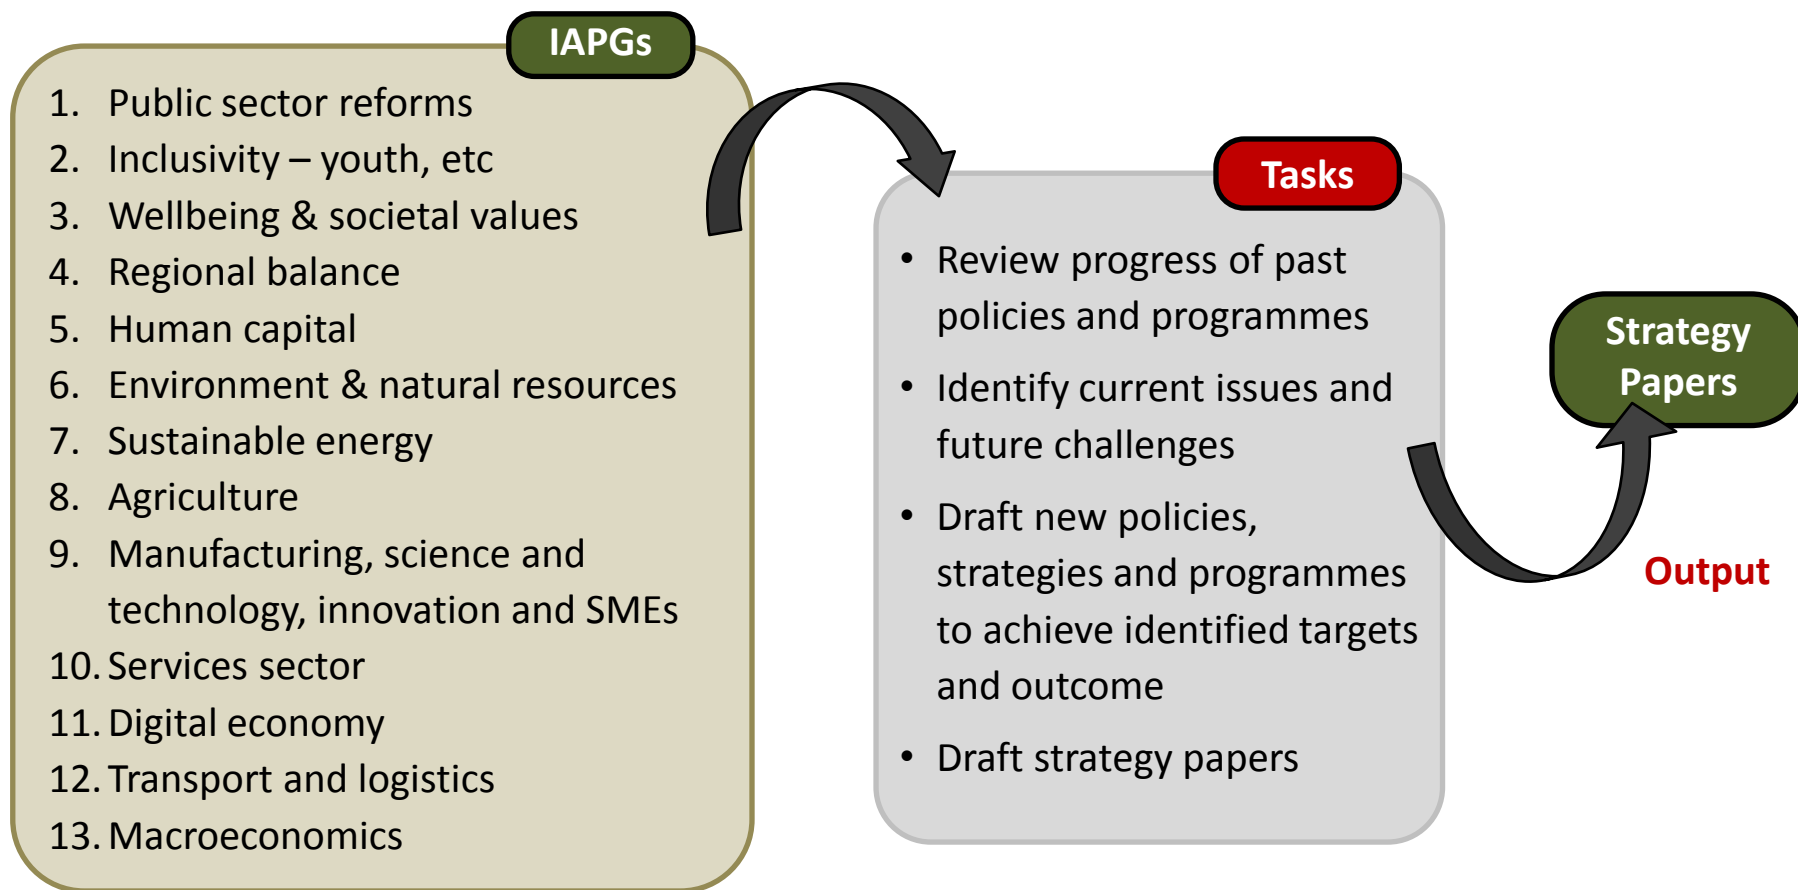 IAPGs
1. Public sector reforms
2. Inclusivity – youth, etc
3. Wellbeing & societal values
4. Regional balance
5. Human capital
6. Environment & natural resources
7. Sustainable energy
8. Agriculture
9. Manufacturing, science and
technology, innovation and SMEs
10. Services sector
11. Digital economy
12. Transport and logistics
13. Macroeconomics
Tasks
• Review progress of past
policies and programmes
• Identify current issues and
future challenges
• Draft new policies,
strategies and programmes
to achieve identified targets
and outcome
• Draft strategy papers
Strategy
Papers
Output